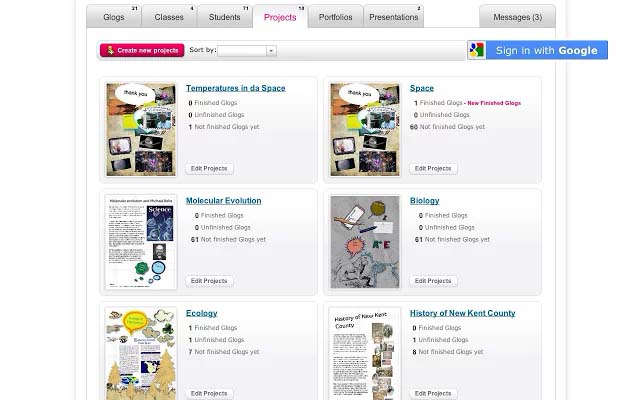 21 4 71 18 2
Glogs Classes Students Projects Portfolios Presentations Messages (3)
Create new projects Sort by: Sign in with Google
Temperatures in da Space
0 Finished Glogs
0 Unfinished Glogs
1 Not finished Glogs yet
Edit Projects
thank you
Space
1 Finished Glogs - New Finished Glogs
0 Unfinished Glogs
60 Not finished Glogs yet
Edit Projects
thank you
Molecular Evolution
0 Finished Glogs
0 Unfinished Glogs
61 Not finished Glogs yet
Edit Projects
Science
Biology
0 Finished Glogs
0 Unfinished Glogs
61 Not finished Glogs yet
Edit Projects
Ecology
1 Finished Glogs
1 Unfinished Glogs
7 Not finished Glogs yet
Edit Projects
History of New Kent County
0 Finished Glogs
1 Unfinished Glogs
8 Not finished Glogs yet
Edit Projects
History of New Kent
County